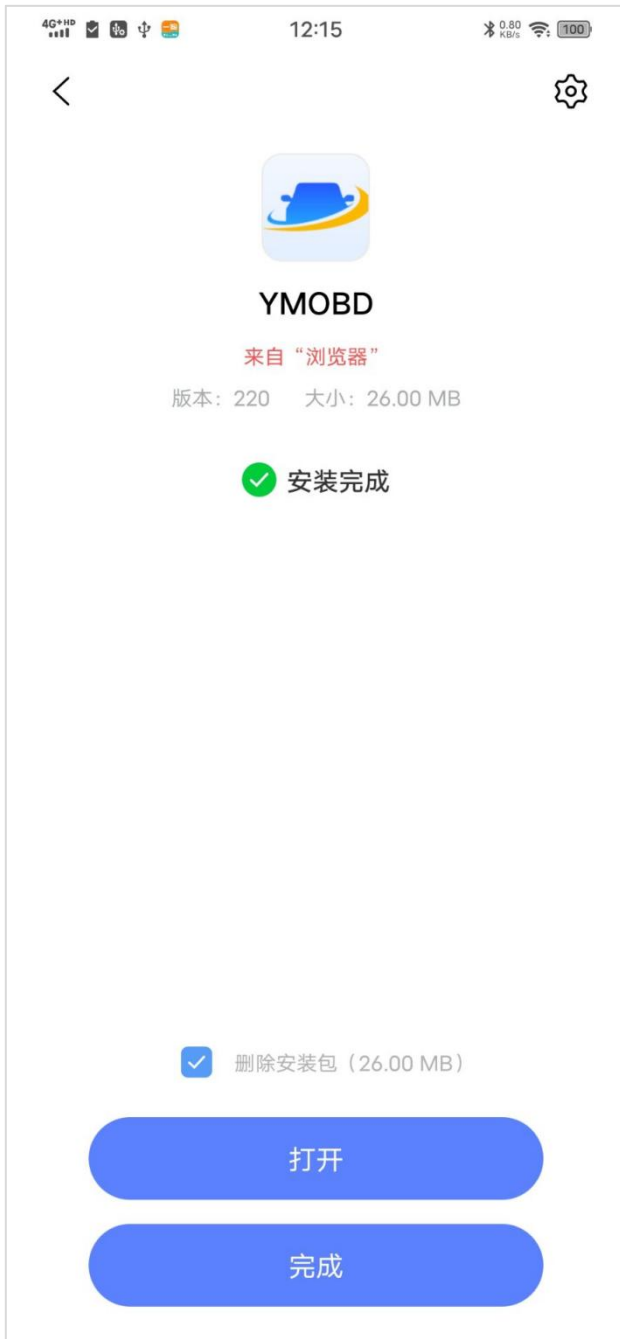 4G+HD 12:15 0.80 KB/s 100
YMOBD
来自“浏览器”
版本：220 大小：26.00 MB
安装完成
删除安装包（26.00 MB）
打开
完成